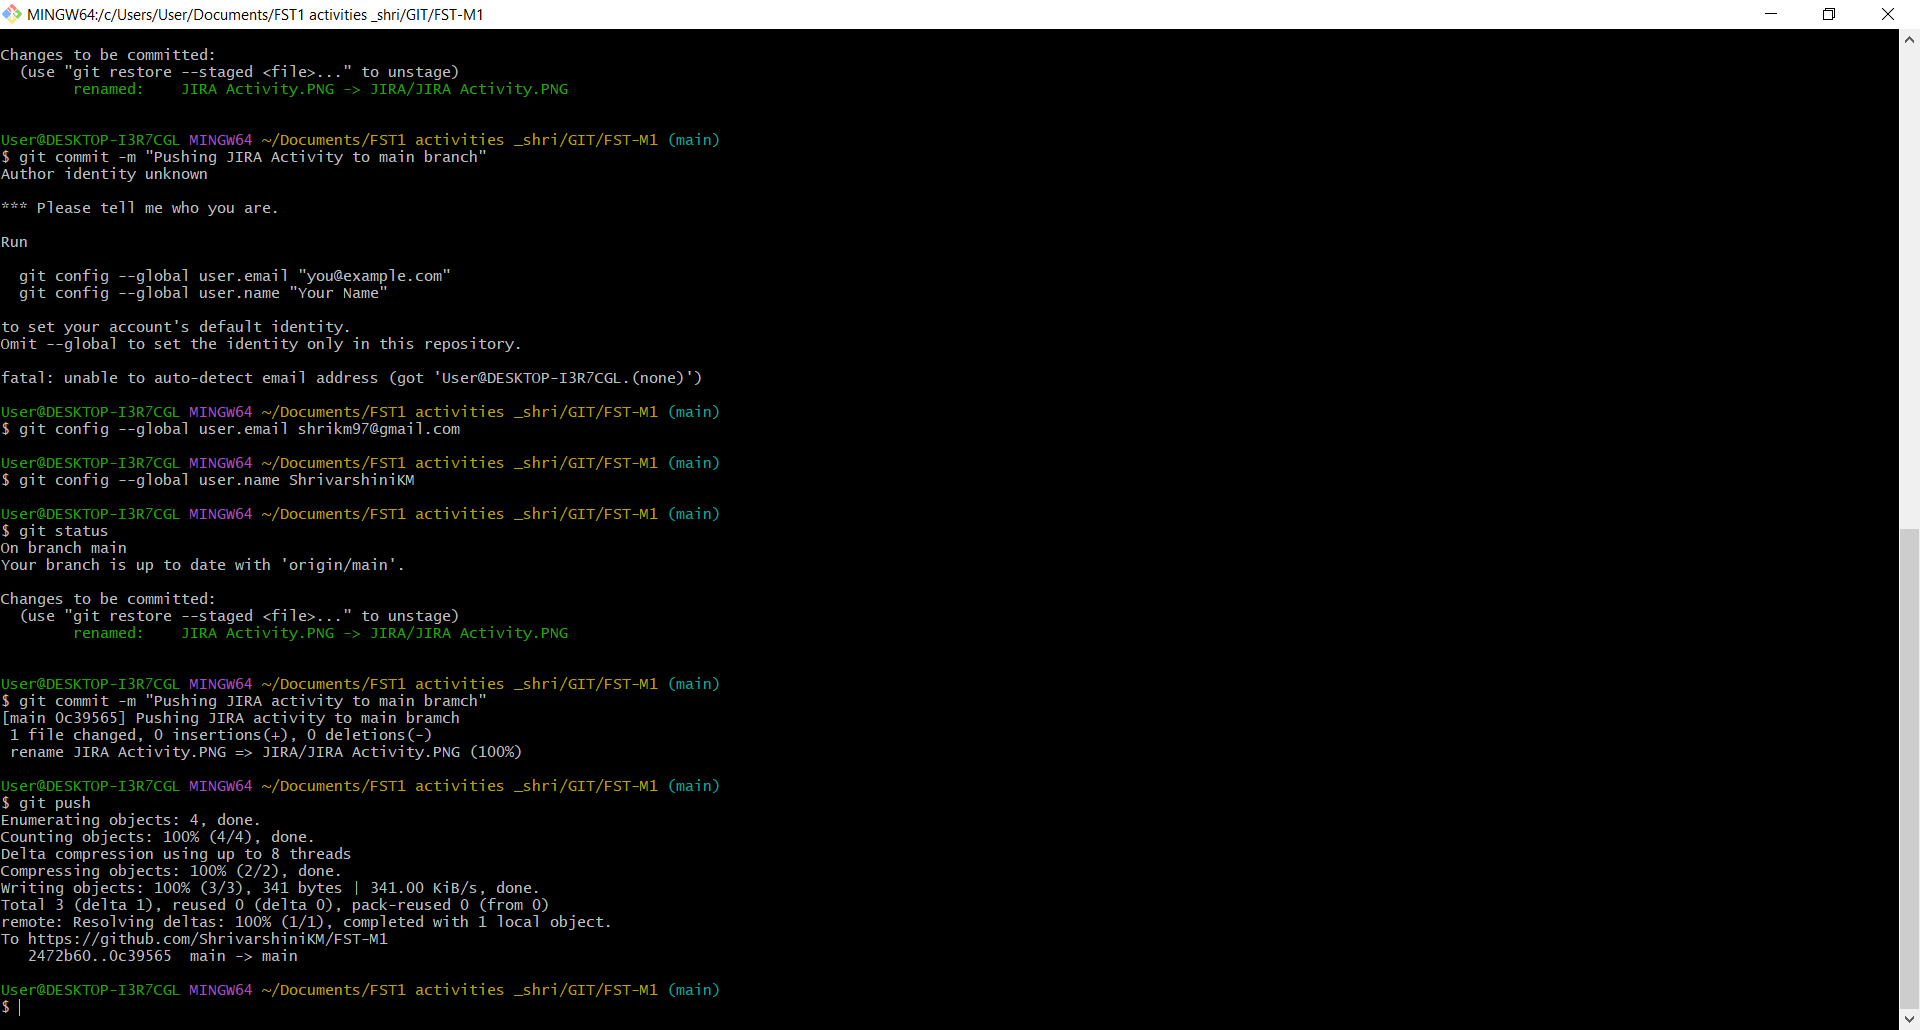 MINGW64:/c/Users/User/Documents/FST1 activities _shri/GIT/FST-M1
Changes to be committed:
  (use "git restore --staged <file>..." to unstage)
        renamed:    JIRA Activity.PNG -> JIRA/JIRA Activity.PNG
User@DESKTOP-I3R7CGL MINGW64 ~/Documents/FST1 activities _shri/GIT/FST-M1 (main)
$ git commit -m "Pushing JIRA Activity to main branch"
Author identity unknown
*** Please tell me who you are.
Run
  git config --global user.email "you@example.com"
  git config --global user.name "Your Name"
to set your account's default identity.
Omit --global to set the identity only in this repository.
fatal: unable to auto-detect email address (got 'User@DESKTOP-I3R7CGL.(none)')
User@DESKTOP-I3R7CGL MINGW64 ~/Documents/FST1 activities _shri/GIT/FST-M1 (main)
$ git config --global user.email shrikm97@gmail.com
User@DESKTOP-I3R7CGL MINGW64 ~/Documents/FST1 activities _shri/GIT/FST-M1 (main)
$ git config --global user.name ShrivarshiniKM
User@DESKTOP-I3R7CGL MINGW64 ~/Documents/FST1 activities _shri/GIT/FST-M1 (main)
$ git status
On branch main
Your branch is up to date with 'origin/main'.
Changes to be committed:
  (use "git restore --staged <file>..." to unstage)
        renamed:    JIRA Activity.PNG -> JIRA/JIRA Activity.PNG
User@DESKTOP-I3R7CGL MINGW64 ~/Documents/FST1 activities _shri/GIT/FST-M1 (main)
$ git commit -m "Pushing JIRA activity to main bramch"
[main 0c39565] Pushing JIRA activity to main bramch
 1 file changed, 0 insertions(+), 0 deletions(-)
 rename JIRA Activity.PNG => JIRA/JIRA Activity.PNG (100%)
User@DESKTOP-I3R7CGL MINGW64 ~/Documents/FST1 activities _shri/GIT/FST-M1 (main)
$ git push
Enumerating objects: 4, done.
Counting objects: 100% (4/4), done.
Delta compression using up to 8 threads
Compressing objects: 100% (2/2), done.
Writing objects: 100% (3/3), 341 bytes | 341.00 KiB/s, done.
Total 3 (delta 1), reused 0 (delta 0), pack-reused 0 (from 0)
remote: Resolving deltas: 100% (1/1), completed with 1 local object.
To https://github.com/ShrivarshiniKM/FST-M1
   2472b60..0c39565  main -> main
User@DESKTOP-I3R7CGL MINGW64 ~/Documents/FST1 activities _shri/GIT/FST-M1 (main)
$